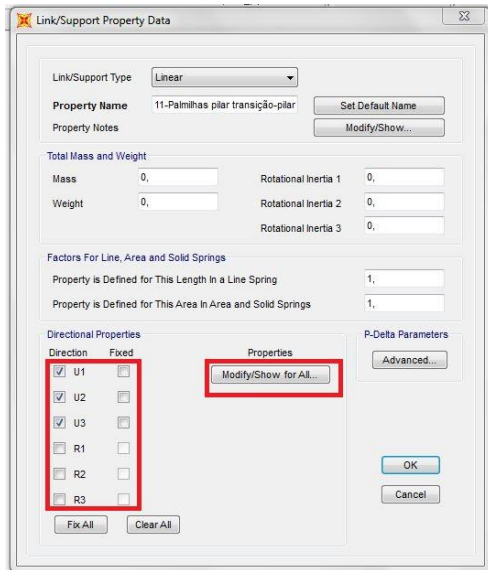 Link/Support Property Data
Link/Support Type Linear
Property Name 11-Palmilhas pilar transição-pilar Set Default Name
Property Notes Modify/Show...
Total Mass and Weight
Mass 0, Rotational Inertia 1 0,
Weight 0, Rotational Inertia 2 0,
Rotational Inertia 3 0,
Factors For Line, Area and Solid Springs
Property is Defined for This Length In a Line Spring 1,
Property is Defined for This Area In Area and Solid Springs 1,
Directional Properties P-Delta Parameters
Direction Fixed Properties Advanced...
U1 Modify/Show for All...
U2
U3
R1
R2 OK
R3 Cancel
Fix All Clear All